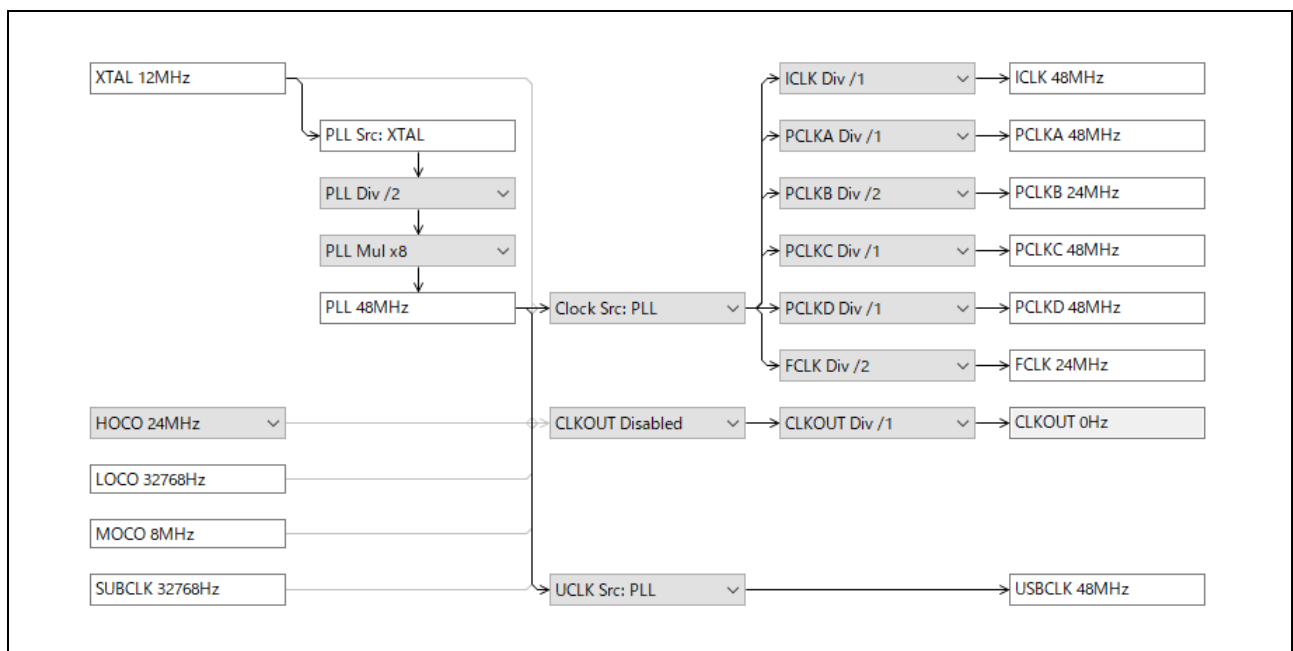 XTAL 12MHz
ICLK Div /1
ICLK 48MHz
PLL Src: XTAL
PCLKA Div /1
PCLKA 48MHz
PLL Div /2
PCLKB Div /2
PCLKB 24MHz
PLL Mul x8
PCLKC Div /1
PCLKC 48MHz
PLL 48MHz
Clock Src: PLL
PCLKD Div /1
PCLKD 48MHz
FCLK Div /2
FCLK 24MHz
HOCO 24MHz
CLKOUT Disabled
CLKOUT Div /1
CLKOUT 0Hz
LOCO 32768Hz
MOCO 8MHz
SUBCLK 32768Hz
UCLK Src: PLL
USBCLK 48MHz